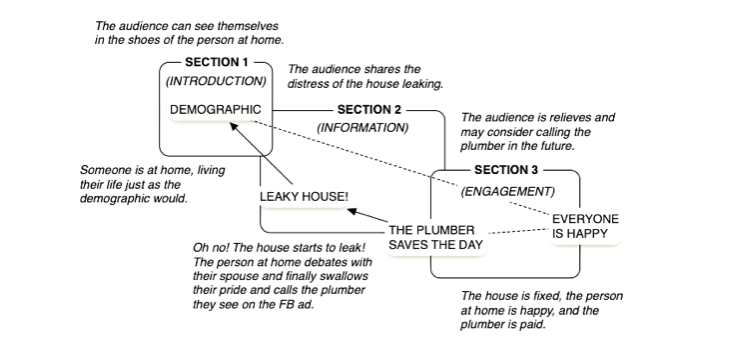 The audience can see themselves
in the shoes of the person at home.
SECTION 1
(INTRODUCTION)
DEMOGRAPHIC
Someone is at home, living
their life just as the
demographic would.
The audience shares the
distress of the house leaking.
SECTION 2
(INFORMATION)
LEAKY HOUSE!
Oh no! The house starts to leak!
The person at home debates with
their spouse and finally swallows
their pride and calls the plumber
they see on the FB ad.
The audience is relieves and
may consider calling the
plumber in the future.
SECTION 3
(ENGAGEMENT)
THE PLUMBER
SAVES THE DAY
EVERYONE
IS HAPPY
The house is fixed, the person
at home is happy, and the
plumber is paid.